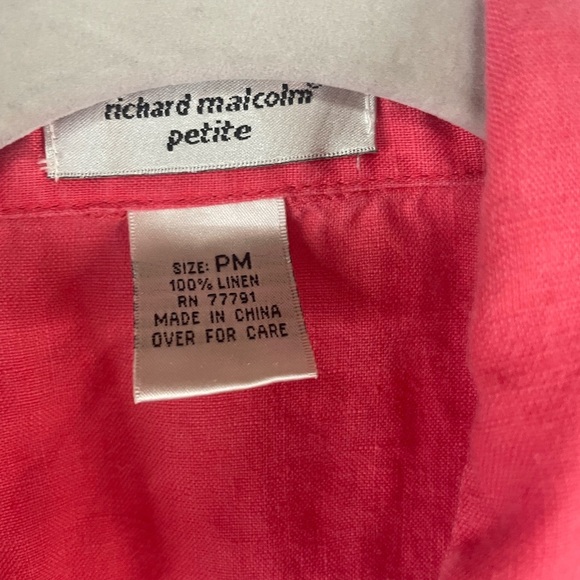 richard malcolm
petite
SIZE: PM
100% LINEN
RN 77791
MADE IN CHINA
OVER FOR CARE